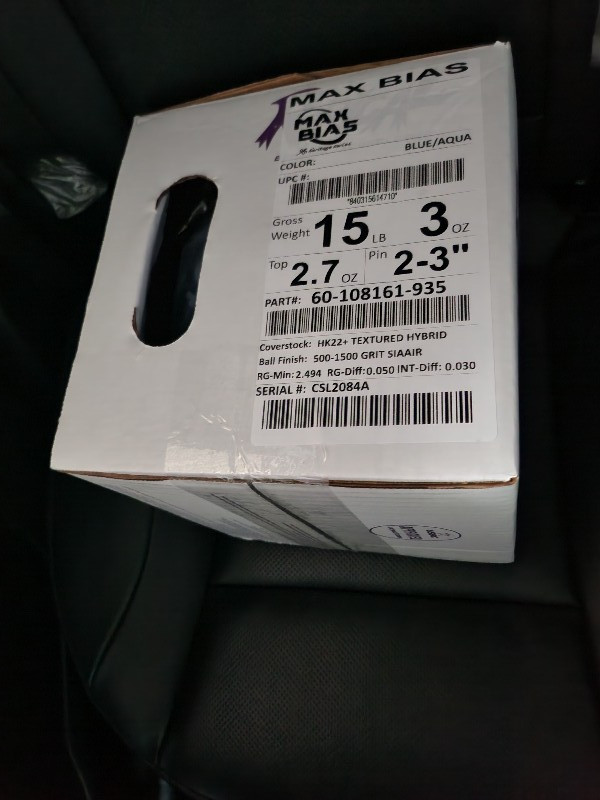 MAX BIAS
MAX
BIAS
COLOR: BLUE/AQUA
UPC #:
*840315614710*
Gross Weight 15 LB 3 OZ
Top 2.7 OZ Pin 2-3"
PART#: 60-108161-935
Coverstock: HK22+ TEXTURED HYBRID
Ball Finish: 500-1500 GRIT SIAAIR
RG-Min: 2.494 RG-Diff: 0.050 INT-Diff: 0.030
SERIAL #: CSL2084A